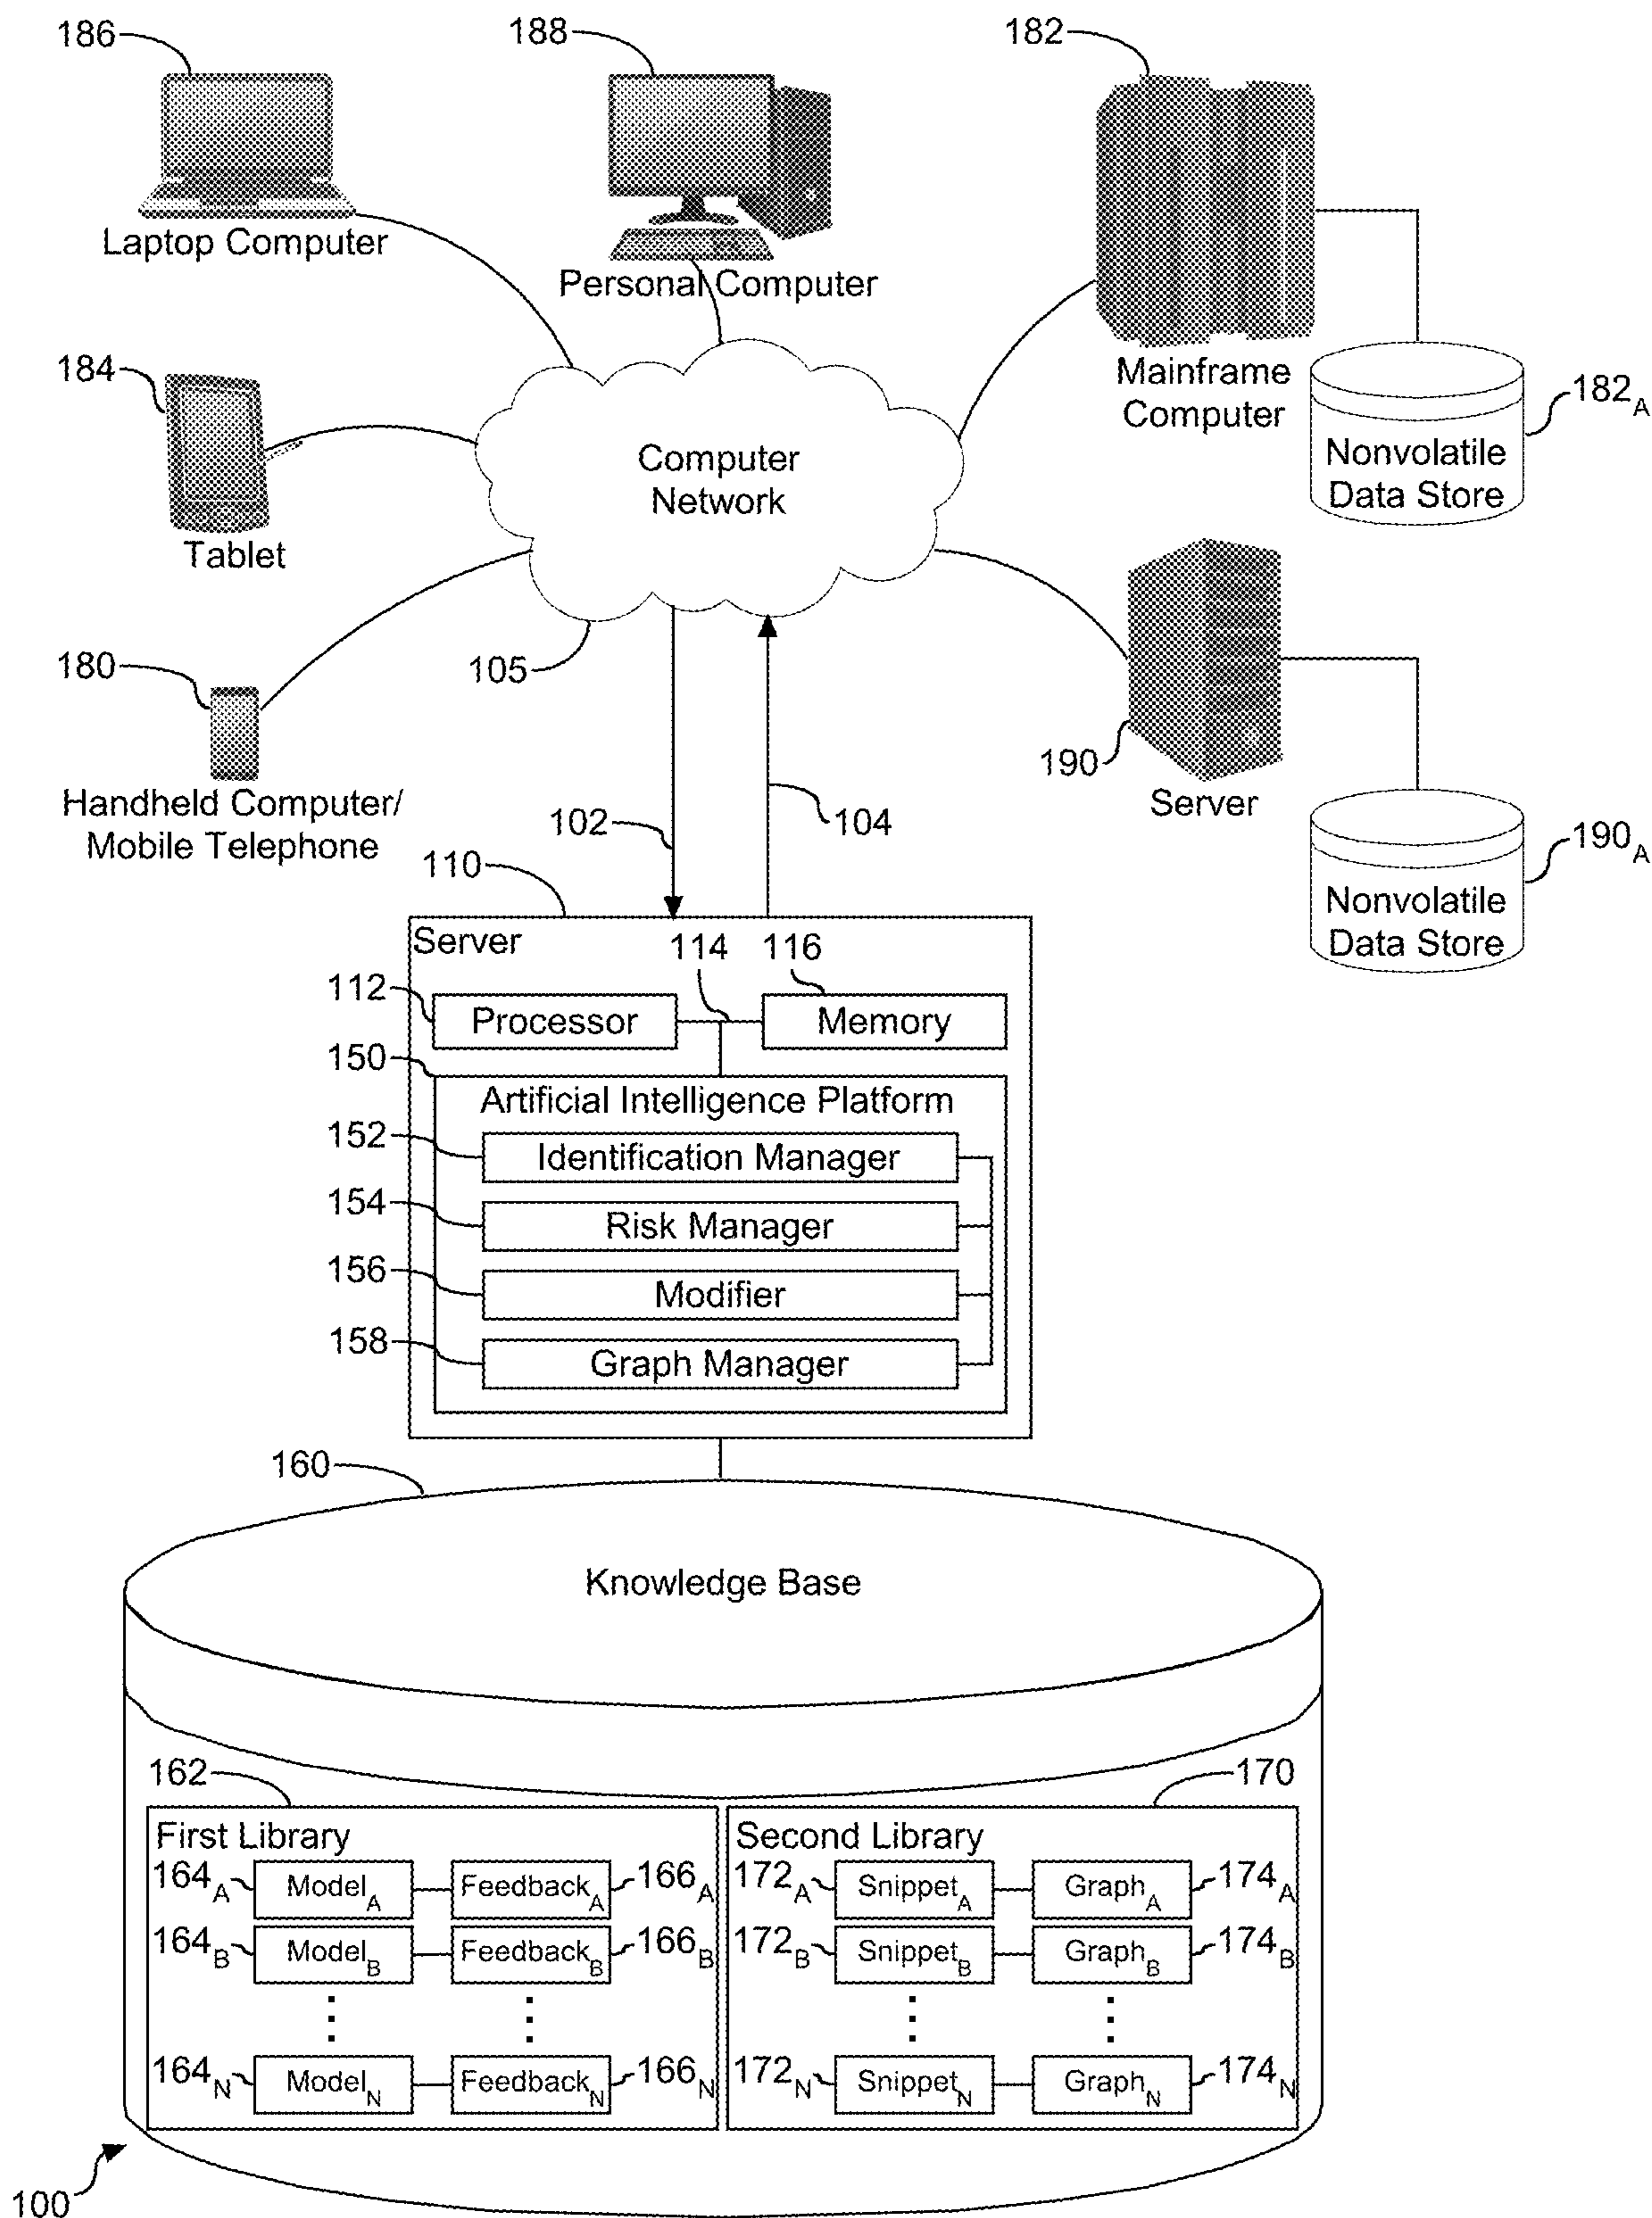 186
188
182
Laptop Computer
Personal Computer
184
Mainframe
Computer
182A
Computer
Network
Nonvolatile
Data Store
Tablet
180
105
190
Server
Handheld Computer/
Mobile Telephone
102
104
190A
Nonvolatile
Data Store
110
Server
114
116
112
Processor
Memory
150
Artificial Intelligence Platform
152
Identification Manager
154
Risk Manager
156
Modifier
158
Graph Manager
160
Knowledge Base
162
170
First Library
Second Library
164A ModelA FeedbackA 166A
172A SnippetA GraphA 174A
164B ModelB FeedbackB 166B
172B SnippetB GraphB 174B
164N ModelN FeedbackN 166N
172N SnippetN GraphN 174N
100